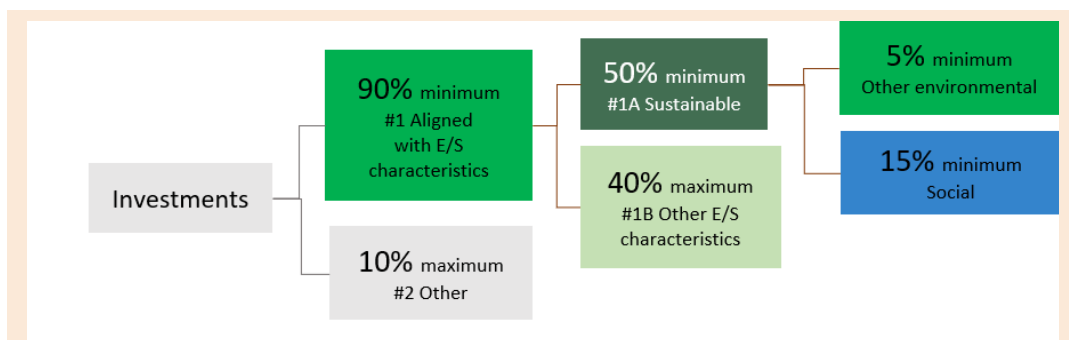 Investments
90% minimum
#1 Aligned
with E/S
characteristics
10% maximum
#2 Other
50% minimum
#1A Sustainable
40% maximum
#1B Other E/S
characteristics
5% minimum
Other environmental
15% minimum
Social